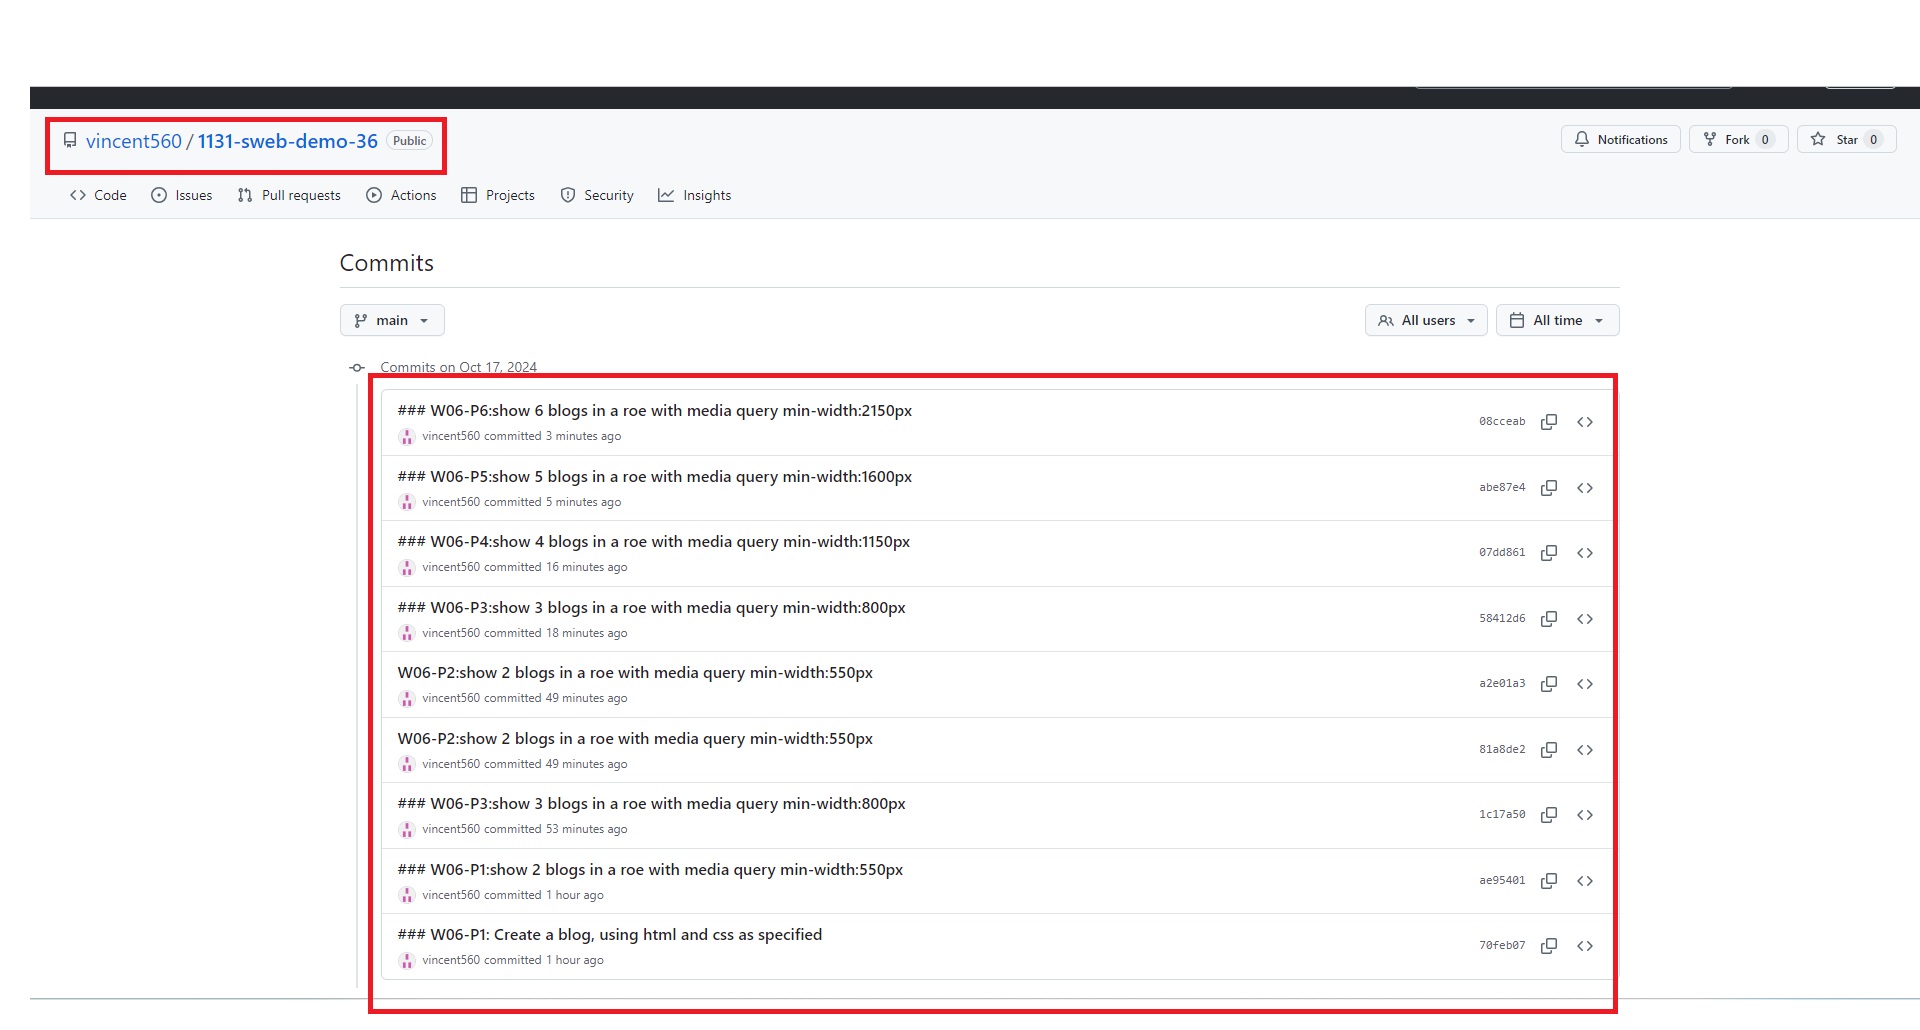 vincent560 / 1131-sweb-demo-36 Public
Notifications Fork 0 Star 0
Code Issues Pull requests Actions Projects Security Insights
Commits
main All users All time
Commits on Oct 17, 2024
### W06-P6:show 6 blogs in a roe with media query min-width:2150px
vincent560 committed 3 minutes ago
08cceab
### W06-P5:show 5 blogs in a roe with media query min-width:1600px
vincent560 committed 5 minutes ago
abe87e4
### W06-P4:show 4 blogs in a roe with media query min-width:1150px
vincent560 committed 16 minutes ago
07dd861
### W06-P3:show 3 blogs in a roe with media query min-width:800px
vincent560 committed 18 minutes ago
58412d6
W06-P2:show 2 blogs in a roe with media query min-width:550px
vincent560 committed 49 minutes ago
a2e01a3
W06-P2:show 2 blogs in a roe with media query min-width:550px
vincent560 committed 49 minutes ago
81a8de2
### W06-P3:show 3 blogs in a roe with media query min-width:800px
vincent560 committed 53 minutes ago
1c17a50
### W06-P1:show 2 blogs in a roe with media query min-width:550px
vincent560 committed 1 hour ago
ae95401
### W06-P1: Create a blog, using html and css as specified
vincent560 committed 1 hour ago
70feb07